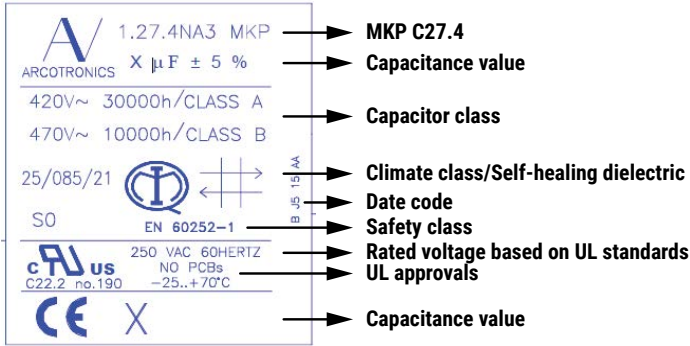 1.27.4NA3 MKP
MKP C27.4
ARCOTRONICS
X µF ± 5 %
Capacitance value
420V~ 30000h/CLASS A
470V~ 10000h/CLASS B
Capacitor class
25/085/21
Climate class/Self-healing dielectric
B J5 15 AA
Date code
S0
EN 60252-1
Safety class
c RU US
C22.2 no.190
250 VAC 60HERTZ
NO PCBs
-25..+70°C
Rated voltage based on UL standards
UL approvals
CE X
Capacitance value